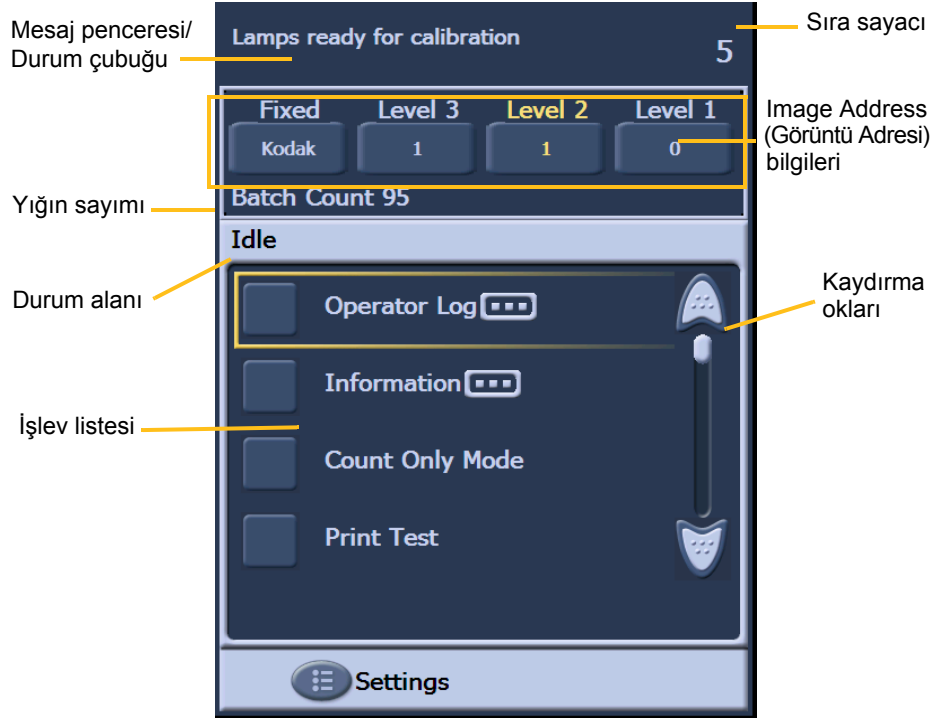 Mesaj penceresi/
Durum çubuğu
Lamps ready for calibration
5
Sıra sayacı
Fixed Level 3 Level 2 Level 1
Kodak 1 1 0
Image Address
(Görüntü Adresi)
bilgileri
Yığın sayımı
Batch Count 95
Idle
Durum alanı
Operator Log
Kaydırma
okları
Information
İşlev listesi
Count Only Mode
Print Test
Settings